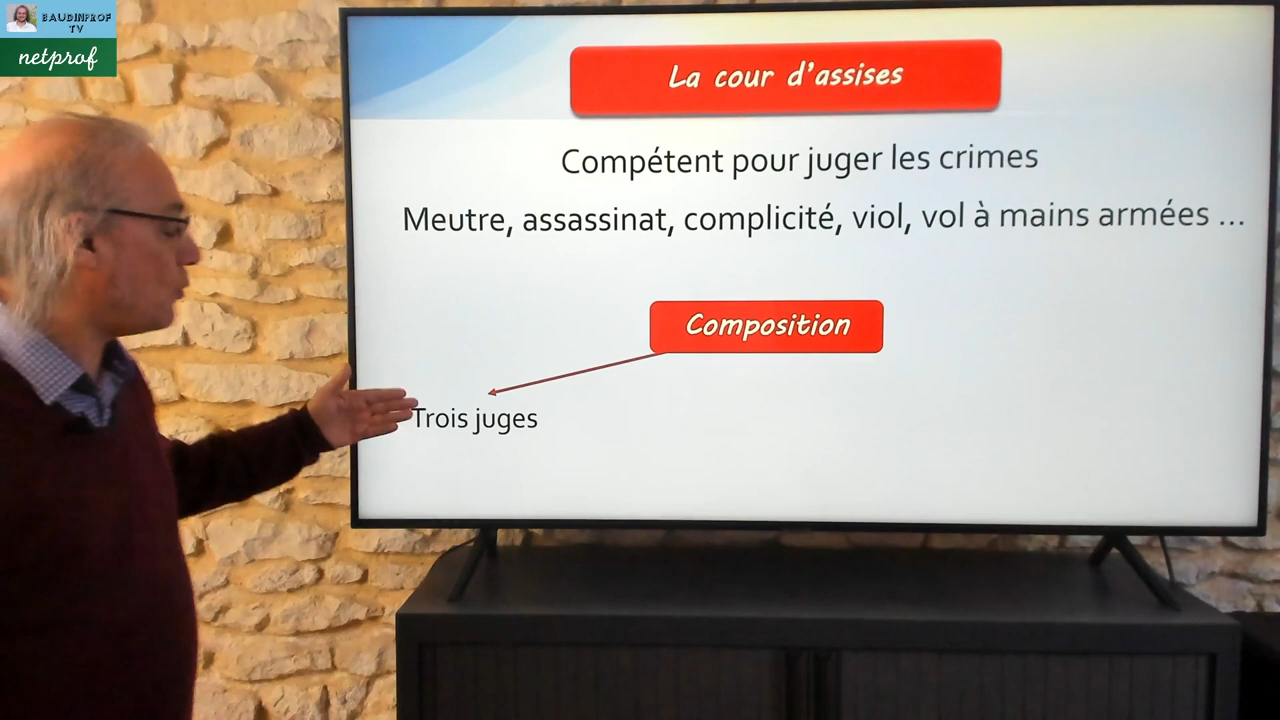 BAUDINPROF
TV
netprof
La cour d'assises
Compétent pour juger les crimes
Meutre, assassinat, complicité, viol, vol à mains armées ...
Composition
Trois juges